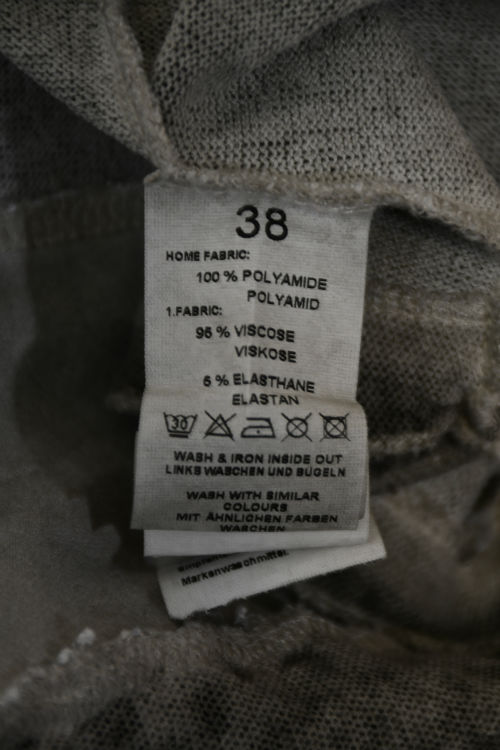 38
HOME FABRIC:
100 % POLYAMIDE
POLYAMID
1.FABRIC:
95 % VISCOSE
VISKOSE
5 % ELASTHANE
ELASTAN
30
WASH & IRON INSIDE OUT
LINKS WASCHEN UND BÜGELN
WASH WITH SIMILAR
COLOURS
MIT ÄHNLICHEN FARBEN
WASCHEN
Markenwaschmittel.